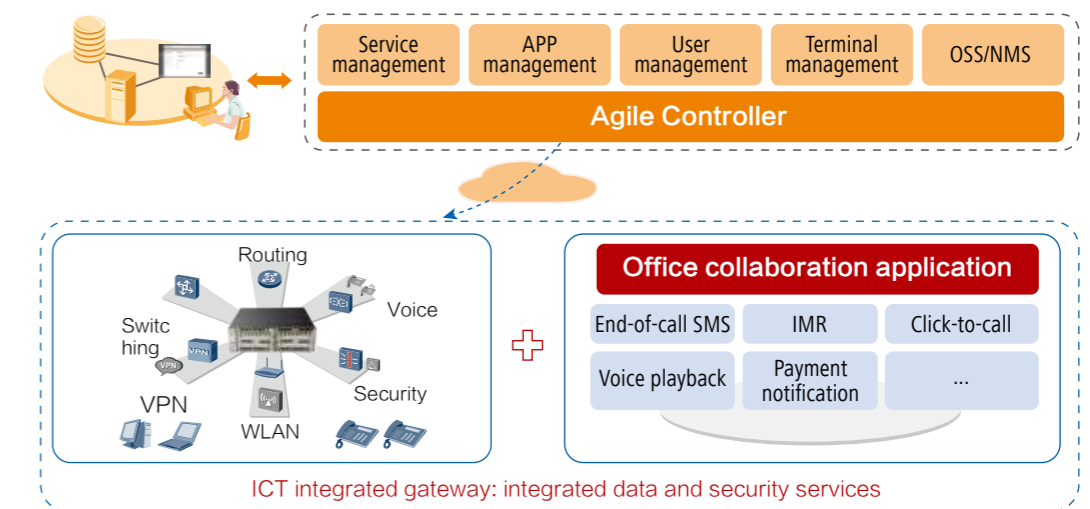 Service
management
APP
management
User
management
Terminal
management
OSS/NMS
Agile Controller
Routing
Voice
Switc
hing
VPN
VPN
VPN
Security
WLAN
Office collaboration application
End-of-call SMS
IMR
Click-to-call
Voice playback
Payment
notification
...
ICT integrated gateway: integrated data and security services